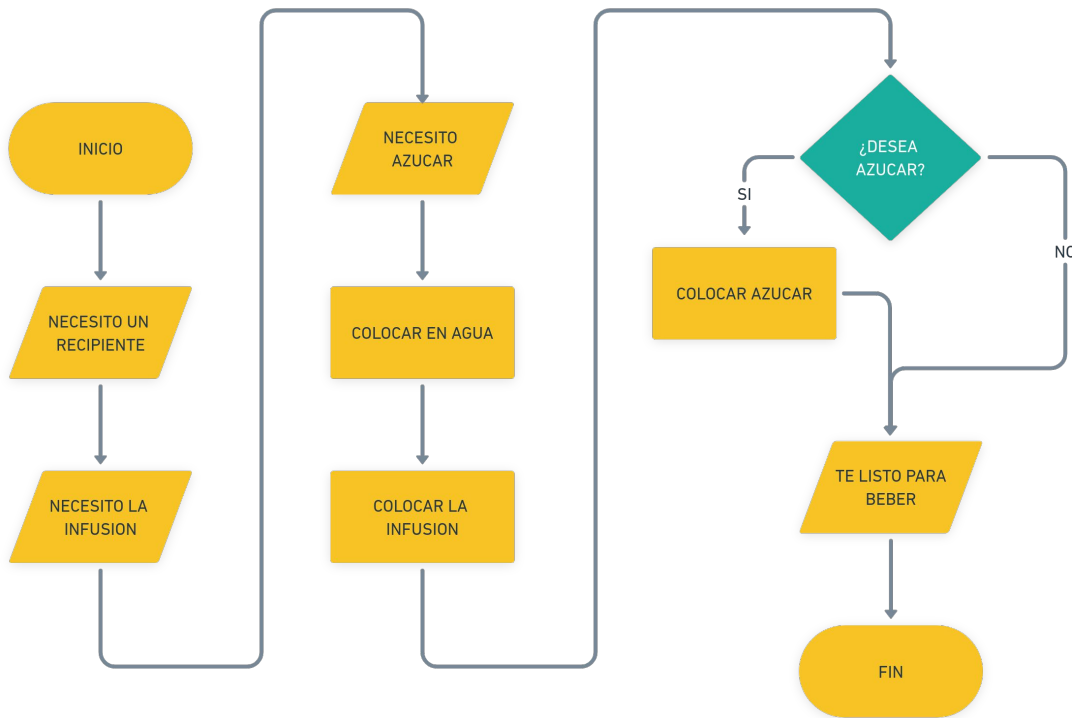 INICIO
NECESITO UN
RECIPIENTE
NECESITO LA
INFUSION
NECESITO
AZUCAR
COLOCAR EN AGUA
COLOCAR LA
INFUSION
¿DESEA
AZUCAR?
SI
NO
COLOCAR AZUCAR
TE LISTO PARA
BEBER
FIN